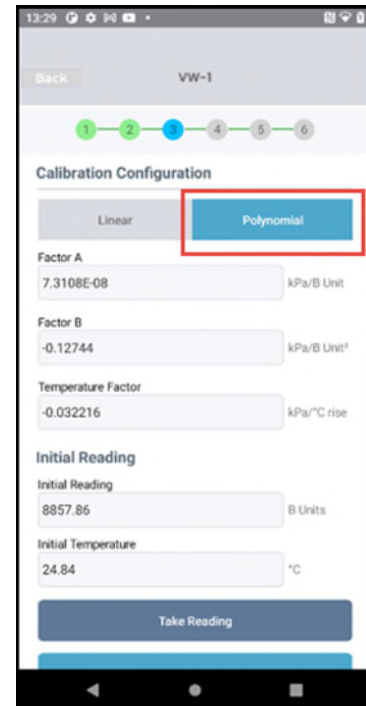 13:29
Back VW-1
1 2 3 4 5 6
Calibration Configuration
Linear Polynomial
Factor A
7.3108E-08 kPa/B Unit
Factor B
-0.12744 kPa/B Unit²
Temperature Factor
-0.032216 kPa/°C rise
Initial Reading
Initial Reading
8857.86 B Units
Initial Temperature
24.84 °C
Take Reading